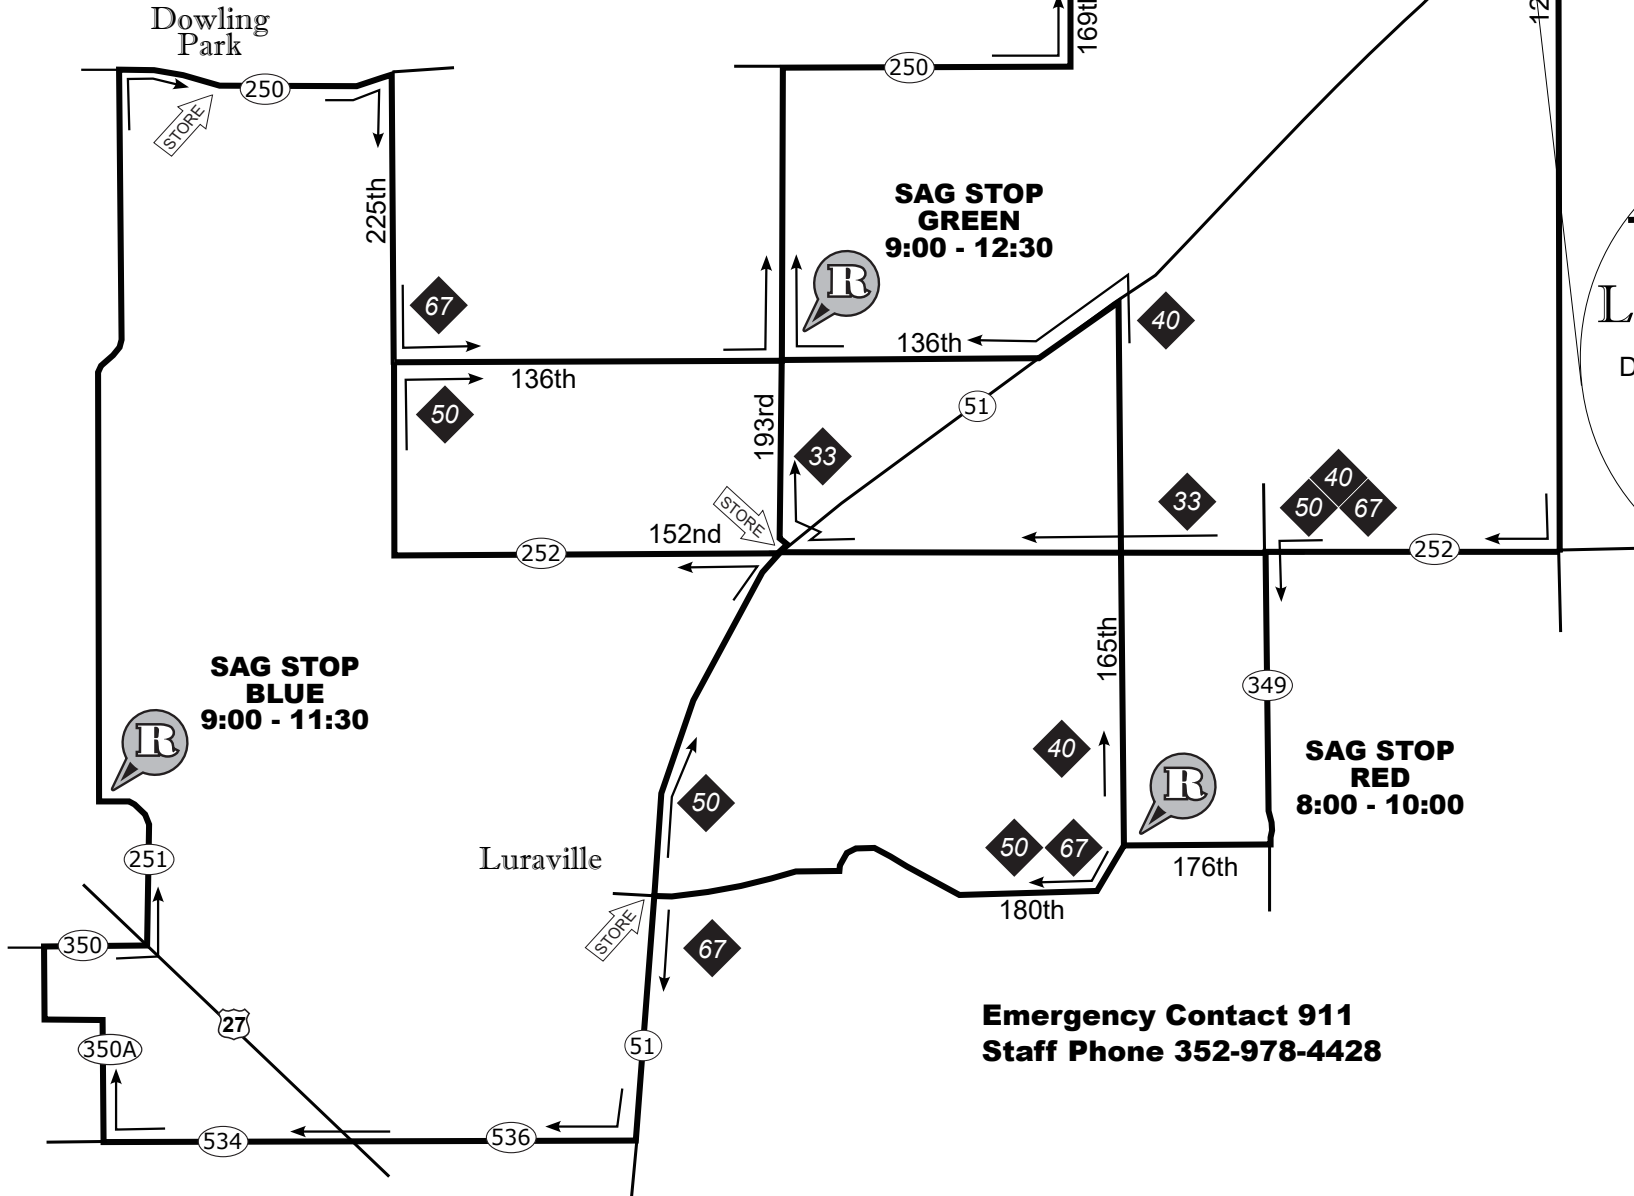 Dowling
Park
169th
12
250
250
STORE
225th
SAG STOP
GREEN
9:00 - 12:30
R
67
136th
40
136th
50
51
193rd
33
33
40
50
67
STORE
152nd
252
252
L
D
165th
349
SAG STOP
BLUE
9:00 - 11:30
R
40
SAG STOP
RED
8:00 - 10:00
R
50
50
67
Luraville
251
176th
180th
STORE
67
350
27
350A
51
Emergency Contact 911
Staff Phone 352-978-4428
534
536